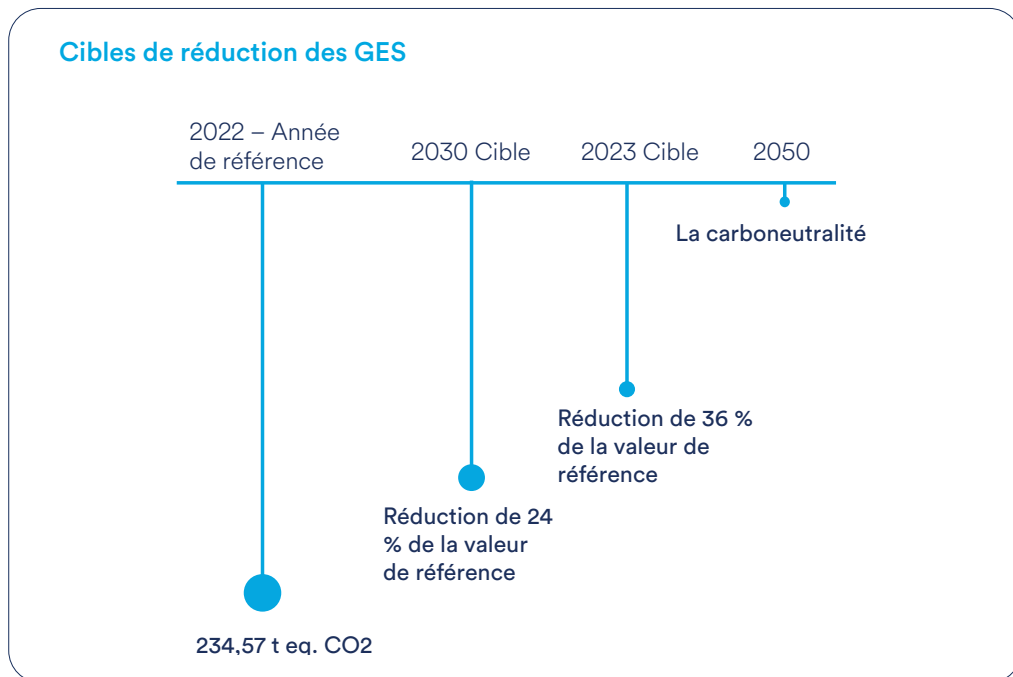 Cibles de réduction des GES
2022 – Année
de référence
2030 Cible
2023 Cible
2050
La carboneutralité
Réduction de 36 %
de la valeur de
référence
Réduction de 24
% de la valeur
de référence
234,57 t eq. CO2